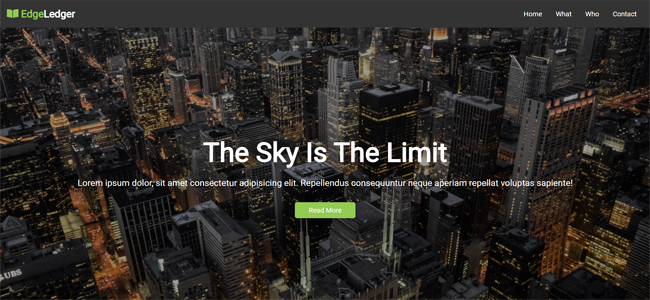 EdgeLedger
Home What Who Contact
The Sky Is The Limit
Lorem ipsum dolor, sit amet consectetur adipisicing elit. Repellendus consequuntur neque aperiam repellat voluptas sapiente!
Read More
UBS